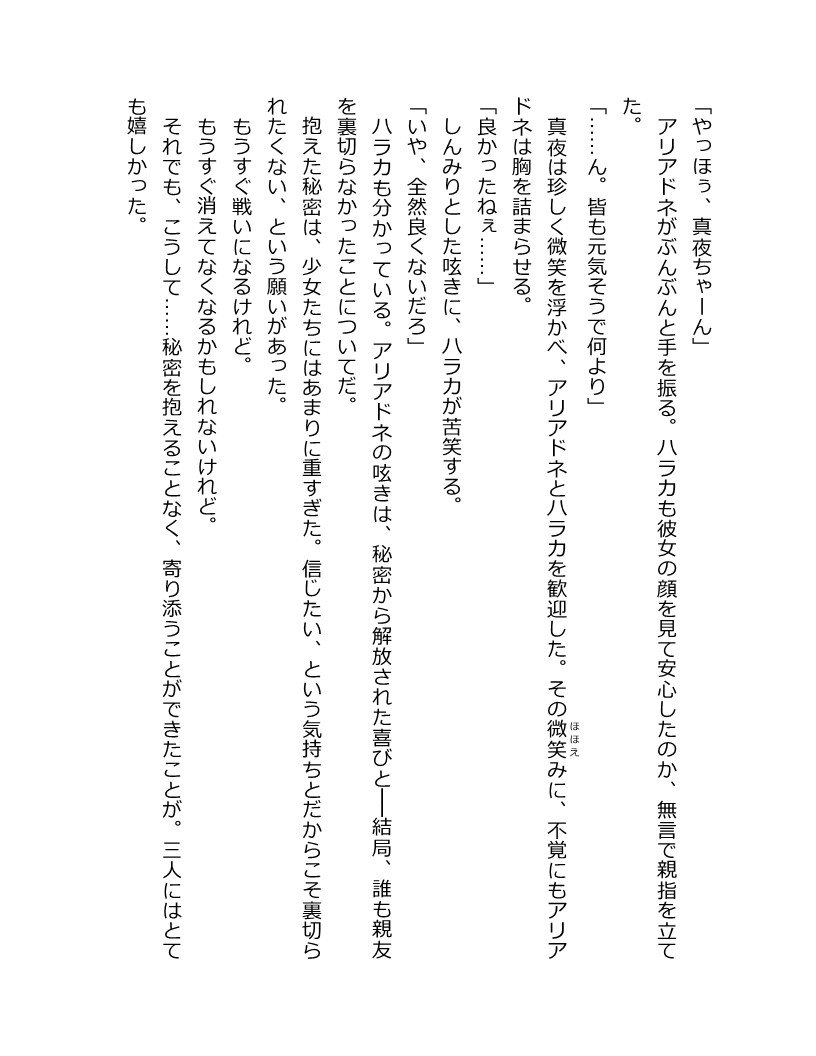 「やっほぅ、真夜ちゃーん」
　アリアドネがぶんぶんと手を振る。ハラカも彼女の顔を見て安心したのか、無言で親指を立て
た。
「……ん。皆も元気そうで何より」
　真夜は珍しく微笑を浮かべ、アリアドネとハラカを歓迎した。その微笑みに、不覚にもアリア
ほほえ
ドネは胸を詰まらせる。
「良かったねぇ……」
　しんみりとした呟きに、ハラカが苦笑する。
「いや、全然良くないだろ」
　ハラカも分かっている。アリアドネの呟きは、秘密から解放された喜びと──結局、誰も親友
を裏切らなかったことについてだ。
　抱えた秘密は、少女たちにはあまりに重すぎた。信じたい、という気持ちとだからこそ裏切ら
れたくない、という願いがあった。
　もうすぐ戦いになるけれど。
　もうすぐ消えてなくなるかもしれないけれど。
　それでも、こうして……秘密を抱えることなく、寄り添うことができたことが。三人にはとて
も嬉しかった。